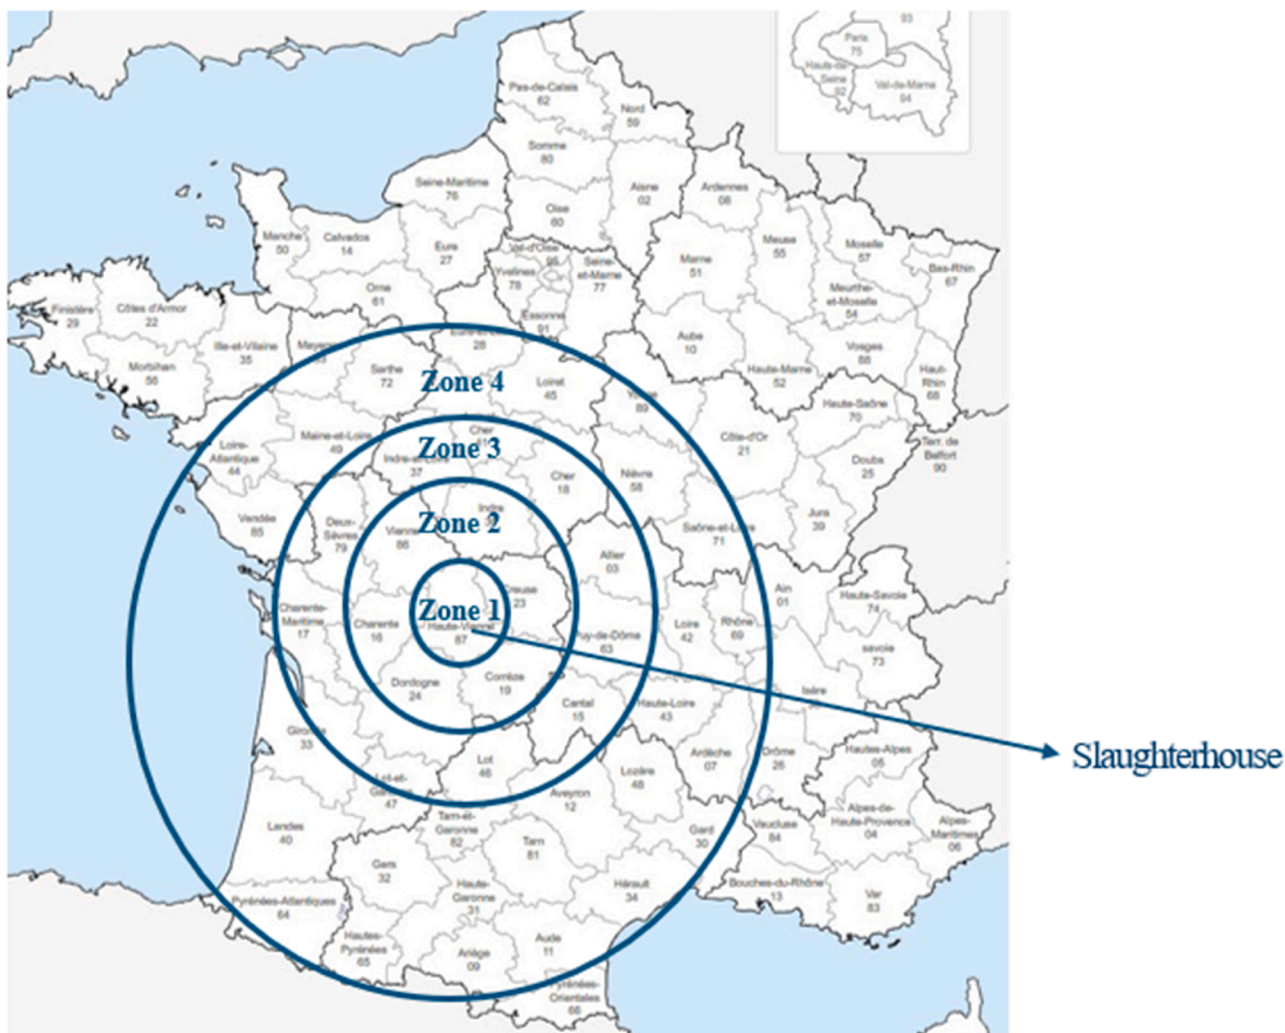 93
Paris
75
Hauts-de-
Seine
92
Val-de-Marne
94
Pas-de-Calais
62
Nord
59
Somme
80
Seine-Maritime
76
Aisne
02
Ardennes
08
Oise
60
Manche
50
Calvados
14
Eure
27
Val-d'Oise
95
Yvelines
78
Seine-
et-Marne
77
Marne
51
Meuse
55
Moselle
57
Bas-Rhin
67
Meurthe-
et-Moselle
54
Orne
61
Essonne
91
Finistère
29
Côtes d'Armor
22
Ille-et-Vilaine
35
Morbihan
56
Sarthe
72
28
Aube
10
Haute-Marne
52
Vosges
88
Haut-
Rhin
68
Zone 4
Loiret
45
89
Haute-Saône
70
Côte-d'Or
21
Terr. de
Belfort
90
Doubs
25
Loire-
Atlantique
44
Maine-et-Loire
49
Cher
Zone 3
Indre-et-Loire
37
Cher
18
Nièvre
58
Jura
39
Vendée
85
Deux-
Sèvres
79
Vienne
86
Indre
Zone 2
Saône-et-Loire
71
Allier
03
Ain
01
Haute-Savoie
74
Creuse
23
Zone 1
Haute-Vienne
87
Charente-
Maritime
17
Charente
16
Puy-de-Dôme
63
Loire
42
Rhône
69
savoie
73
Isère
Dordogne
24
Corrèze
19
Cantal
15
Haute-Loire
43
Gironde
33
Lot
46
Ardèche
07
Drôme
26
Hautes-Alpes
05
Slaughterhouse
Lot-et-
47
Lozère
48
Aveyron
12
Landes
40
Tarn-et-
Garonne
82
Tarn
81
Gard
30
Vaucluse
84
Alpes-de-
Haute-Provence
04
Alpes-
Maritimes
06
Gers
32
Haute-
Garonne
31
Hérault
34
Bouches-du-Rhône
13
Var
83
Pyrénées-Atlantiques
64
Hautes-
Pyrénées
65
Ariège
09
Aude
11
Pyrénées-
Orientales
66